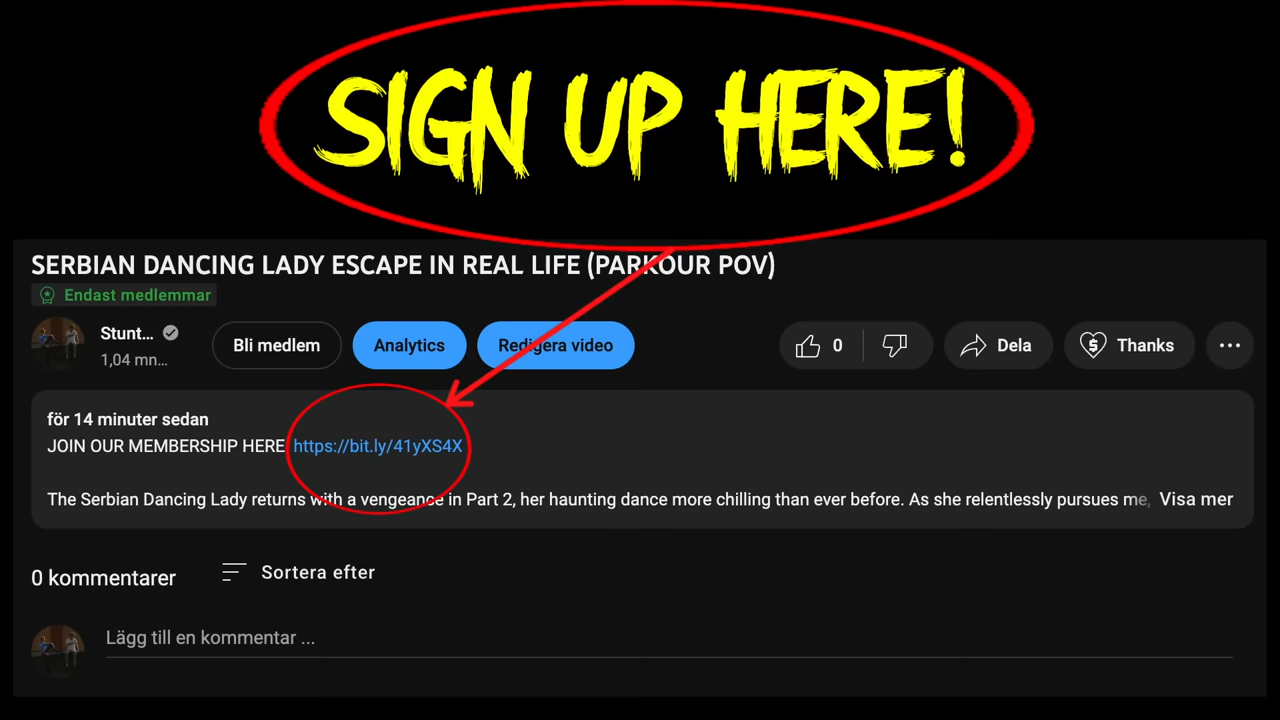 SIGN UP HERE!
SERBIAN DANCING LADY ESCAPE IN REAL LIFE (PARKOUR POV)
Endast medlemmar
Stunt...
1,04 mn...
Bli medlem
Analytics
Redigera video
0
Dela
Thanks
för 14 minuter sedan
JOIN OUR MEMBERSHIP HERE https://bit.ly/41yXS4X
The Serbian Dancing Lady returns with a vengeance in Part 2, her haunting dance more chilling than ever before. As she relentlessly pursues me, Visa mer
0 kommentarer
Sortera efter
Lägg till en kommentar ...